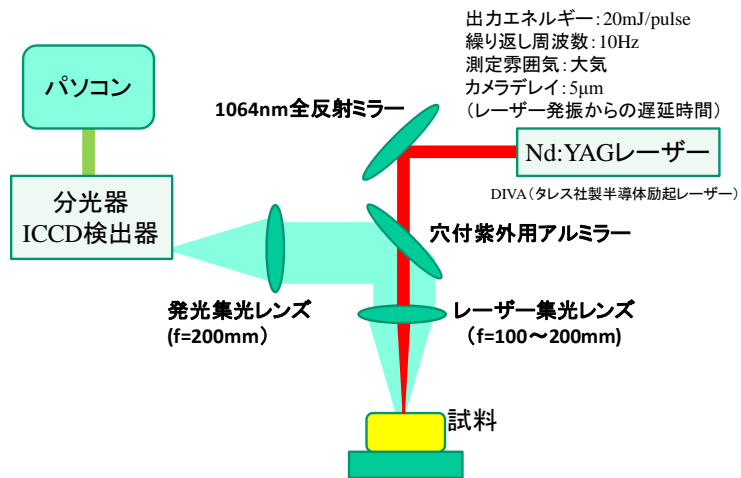 出力エネルギー:20mJ/pulse
繰り返し周波数:10Hz
測定雰囲気:大気
カメラデレイ:5μm
(レーザー発振からの遅延時間)
パソコン
1064nm全反射ミラー
Nd:YAGレーザー
DIVA(タレス社製半導体励起レーザー)
分光器
ICCD検出器
穴付紫外用アルミラー
発光集光レンズ
(f=200mm)
レーザー集光レンズ
(f=100~200mm)
試料